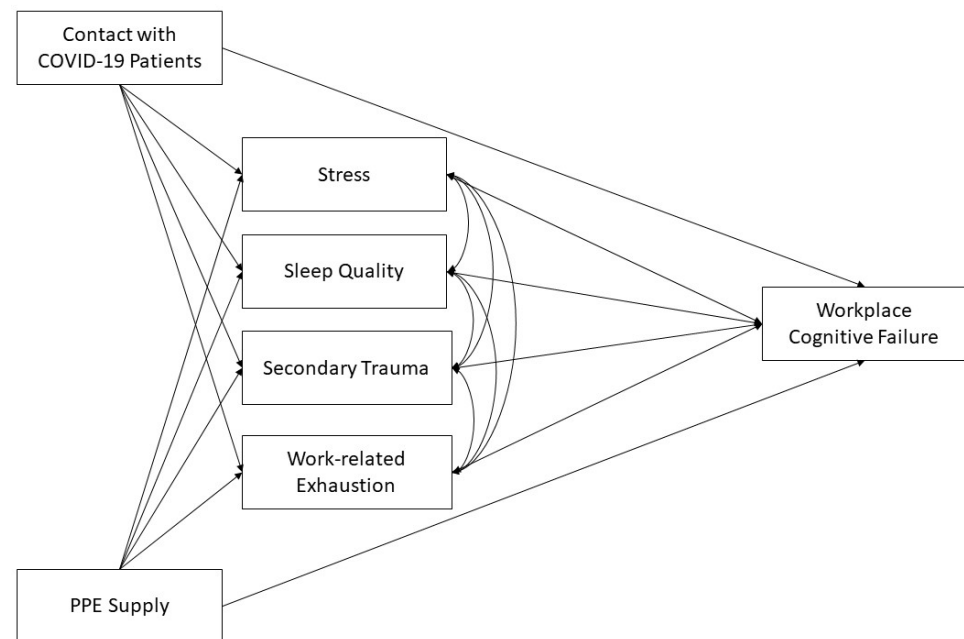 Contact with
COVID-19 Patients
Stress
Sleep Quality
Secondary Trauma
Work-related
Exhaustion
Workplace
Cognitive Failure
PPE Supply